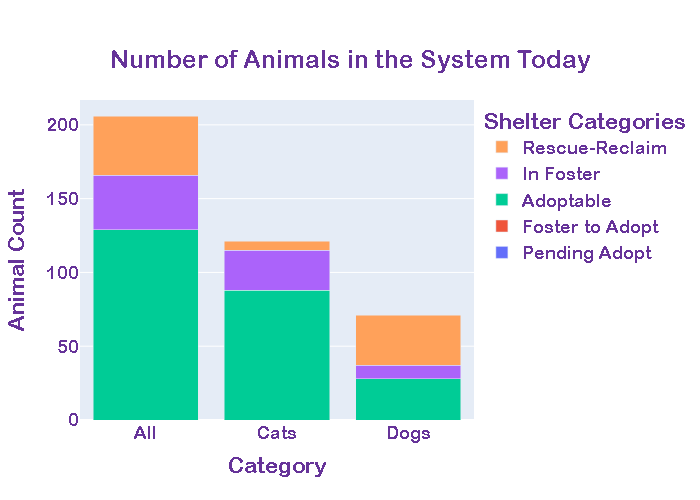 Number of Animals in the System Today
Animal Count
200
150
100
50
0
All
Cats
Dogs
Category
Shelter Categories
Rescue-Reclaim
In Foster
Adoptable
Foster to Adopt
Pending Adopt